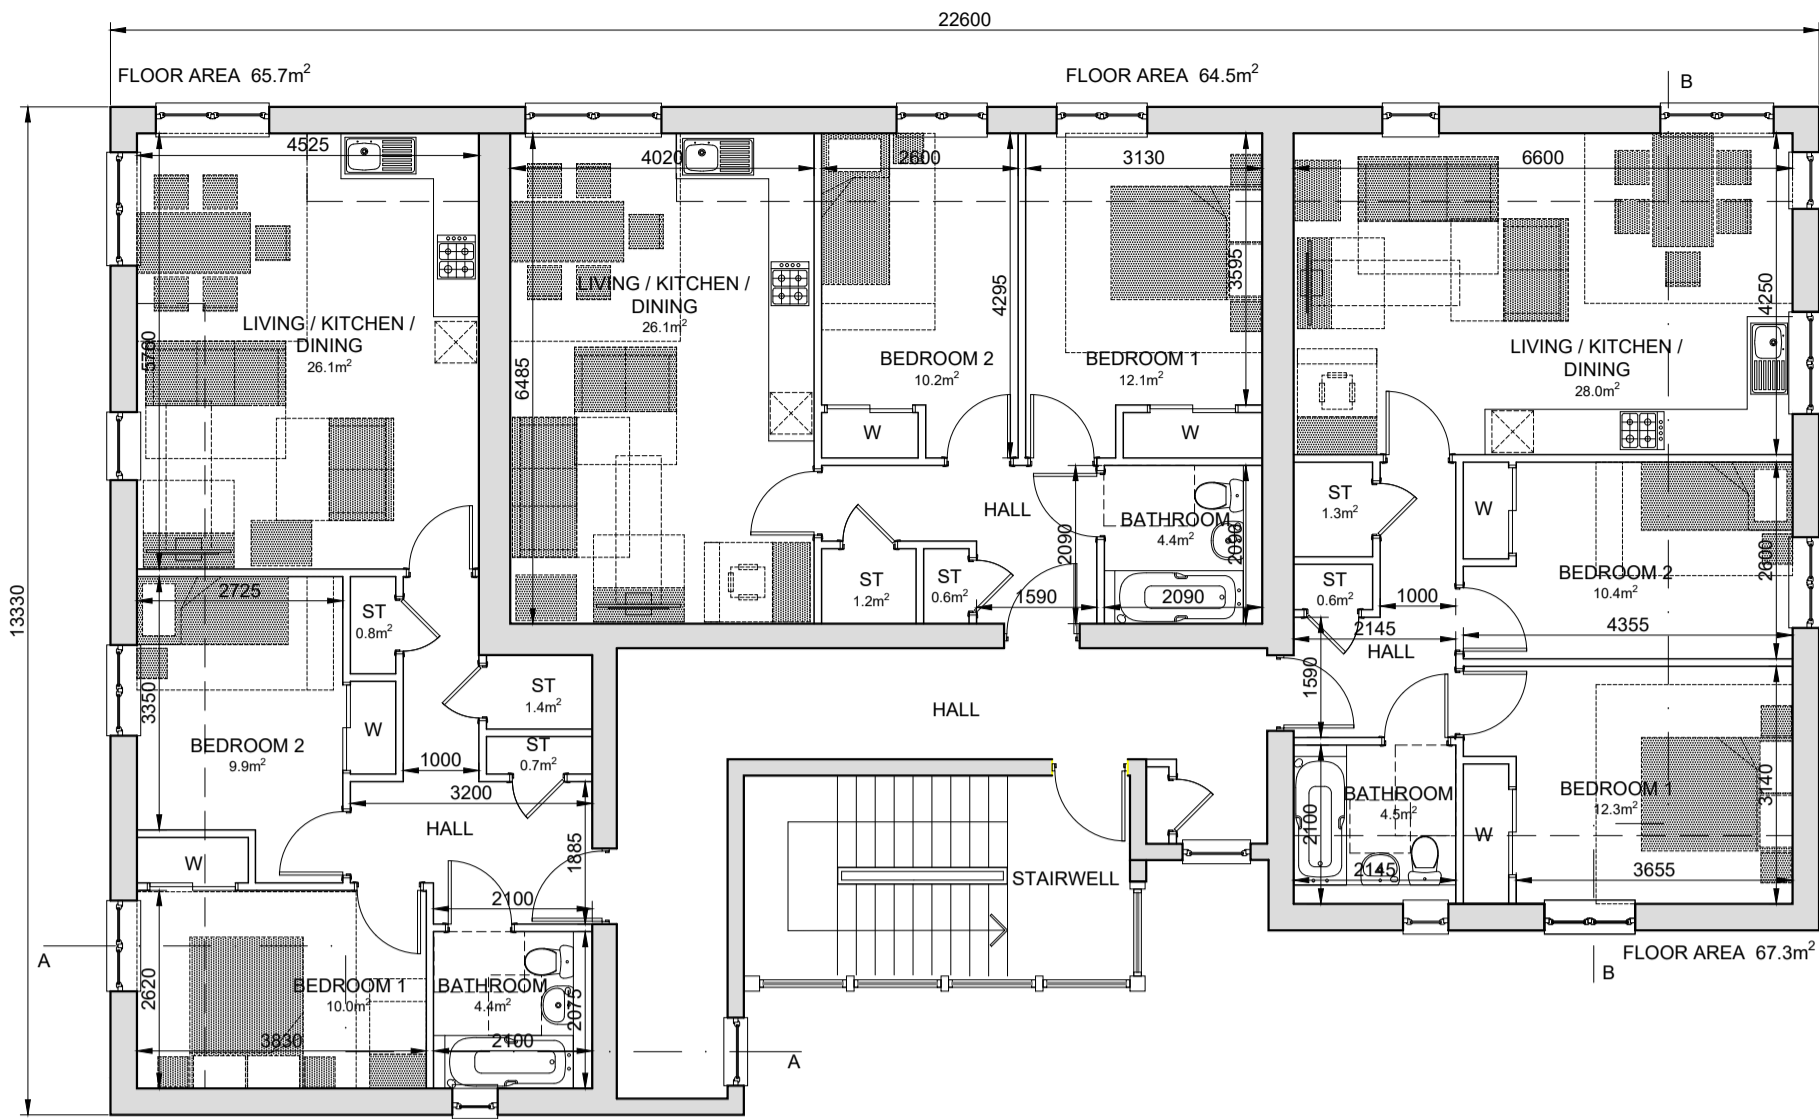 22600
FLOOR AREA 65.7m²
FLOOR AREA 64.5m²
B
13330
4525
5760
LIVING / KITCHEN /
DINING
26.1m²
4020
6485
LIVING / KITCHEN /
DINING
26.1m²
2600
4295
BEDROOM 2
10.2m²
W
3130
3595
BEDROOM 1
12.1m²
W
6600
4250
LIVING / KITCHEN /
DINING
28.0m²
HALL
2090
BATHROOM
4.4m²
2090
2090
ST
1.2m²
ST
0.6m²
1590
ST
1.3m²
ST
0.6m²
1000
2145
HALL
1590
W
BEDROOM 2
10.4m²
2600
4355
2725
3350
BEDROOM 2
9.9m²
ST
0.8m²
W
1000
ST
1.4m²
ST
0.7m²
3200
HALL
1885
2100
W
HALL
STAIRWELL
2100
BATHROOM
4.5m²
2145
W
BEDROOM 1
12.3m²
3140
3655
A
2620
BEDROOM 1
10.0m²
3830
BATHROOM
4.4m²
2075
2100
A
FLOOR AREA 67.3m²
B